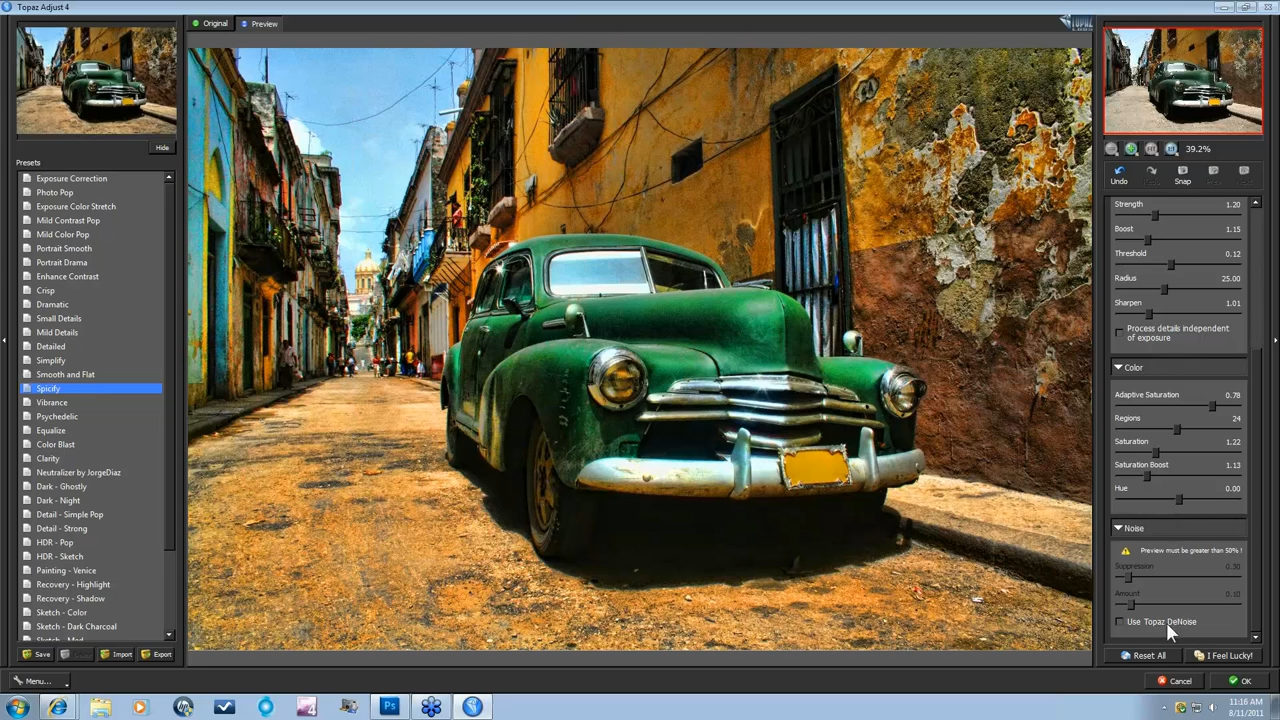 Topaz Adjust 4
Original
Preview
TOPAZ
Hide
Presets
Exposure Correction
Photo Pop
Exposure Color Stretch
Mild Contrast Pop
Mild Color Pop
Portrait Smooth
Portrait Drama
Enhance Contrast
Crisp
Dramatic
Small Details
Mild Details
Detailed
Simplify
Smooth and Flat
Spicify
Vibrance
Psychedelic
Equalize
Color Blast
Clarity
Neutralizer by JorgeDiaz
Dark - Ghostly
Dark - Night
Detail - Simple Pop
Detail - Strong
HDR - Pop
HDR - Sketch
Painting - Venice
Recovery - Highlight
Recovery - Shadow
Sketch - Color
Sketch - Dark Charcoal
Save
Import
Export
Menu...
39.2%
Undo
Snap
Strength 1.20
Boost 1.15
Threshold 0.12
Radius 25.00
Sharpen 1.01
Process details independent
of exposure
Color
Adaptive Saturation 0.78
Regions 24
Saturation 1.22
Saturation Boost 1.13
Hue 0.00
Noise
Preview must be greater than 50% !
Suppression 0.30
Amount 0.10
Use Topaz DeNoise
Reset All
I Feel Lucky!
Cancel
OK
Ps
11:16 AM
8/11/2011